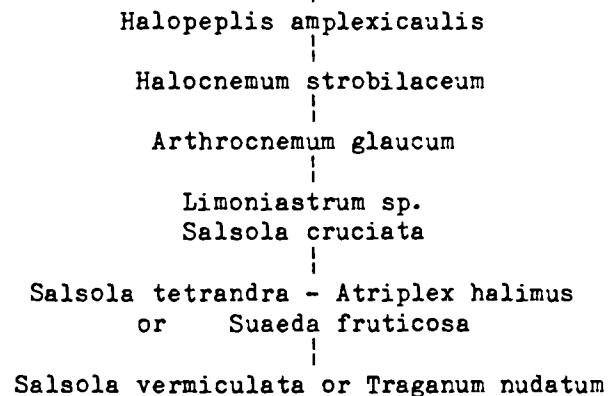 Halopeplis amplexicaulis
Halocnemum strobilaceum
Arthrocnemum glaucum
Limoniastrum sp.
Salsola cruciata
Salsola tetrandra - Atriplex halimus
or Suaeda fruticosa
Salsola vermiculata or Traganum nudatum